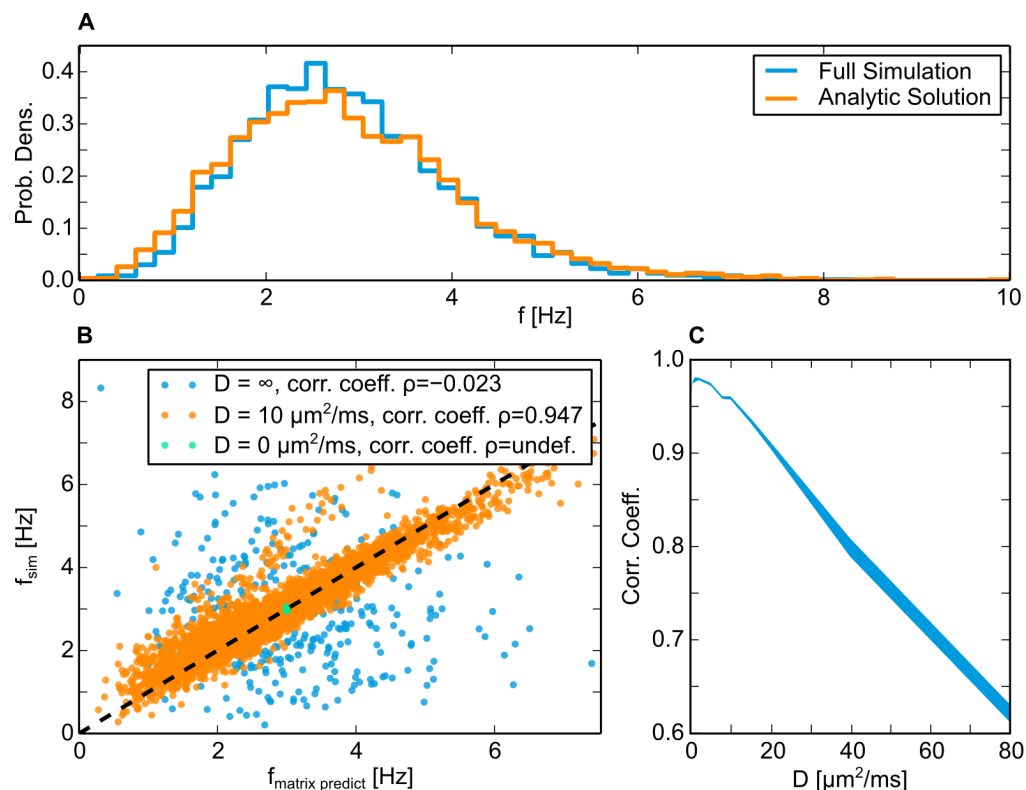 A
Prob. Dens.
0.4
0.3
0.2
0.1
0.0
Full Simulation
Analytic Solution
0 2 4 6 8 10
f [Hz]
B
f_sim [Hz]
8
6
4
2
0
D = ∞, corr. coeff. ρ=−0.023
D = 10 μm²/ms, corr. coeff. ρ=0.947
D = 0 μm²/ms, corr. coeff. ρ=undef.
0 2 4 6
f_matrix predict [Hz]
C
Corr. Coeff.
1.0
0.9
0.8
0.7
0.6
0 20 40 60 80
D [μm²/ms]